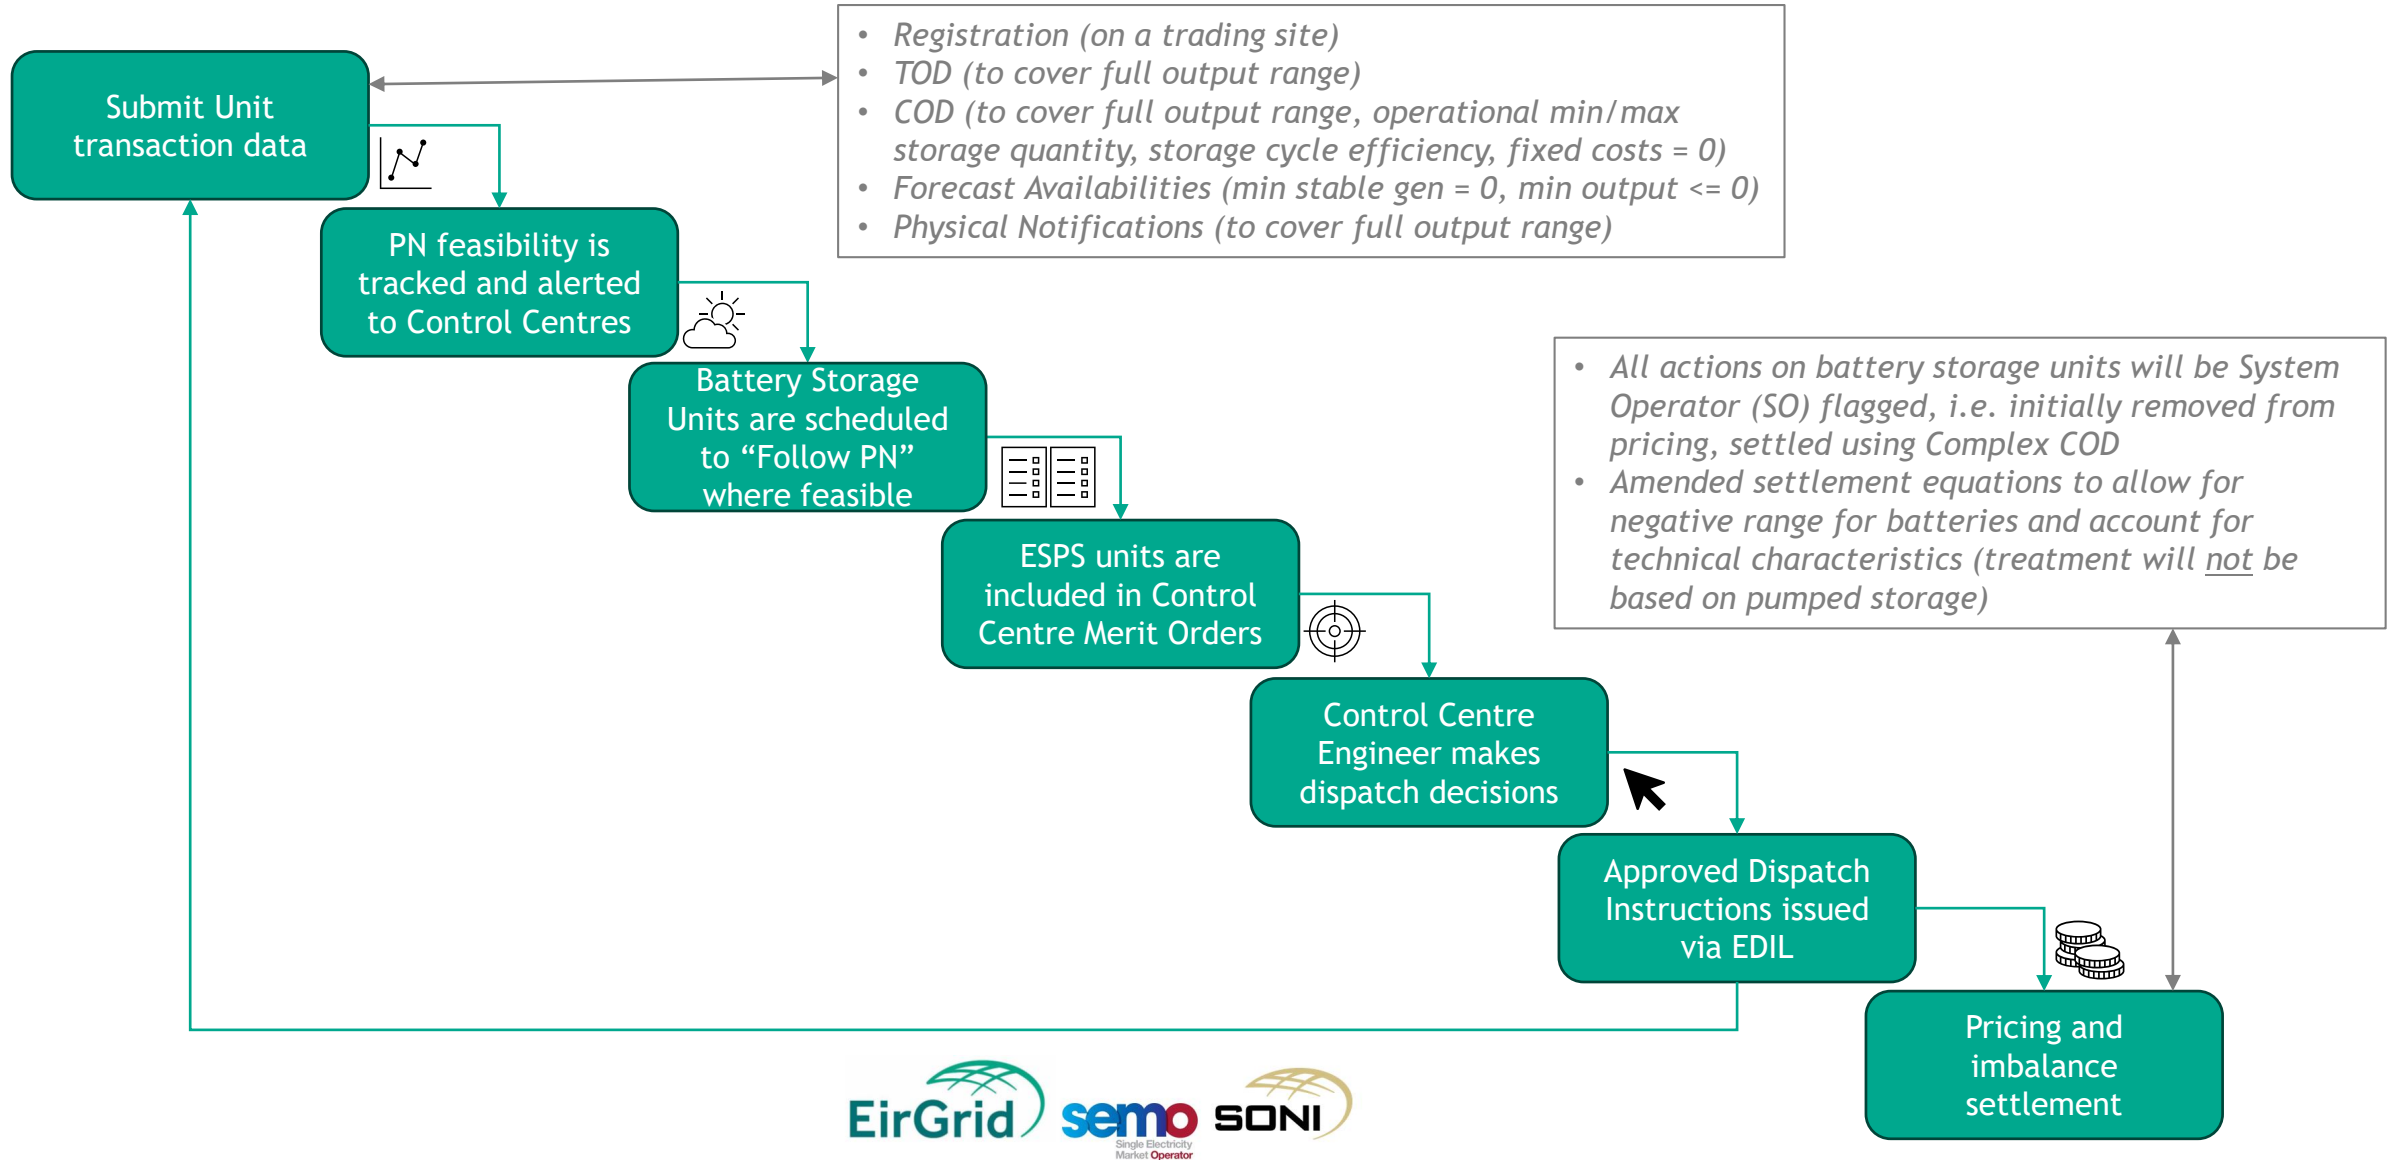 Submit Unit
transaction data
• Registration (on a trading site)
• TOD (to cover full output range)
• COD (to cover full output range, operational min/max
storage quantity, storage cycle efficiency, fixed costs = 0)
• Forecast Availabilities (min stable gen = 0, min output <= 0)
• Physical Notifications (to cover full output range)
PN feasibility is
tracked and alerted
to Control Centres
Battery Storage
Units are scheduled
to “Follow PN”
where feasible
• All actions on battery storage units will be System
Operator (SO) flagged, i.e. initially removed from
pricing, settled using Complex COD
• Amended settlement equations to allow for
negative range for batteries and account for
technical characteristics (treatment will not be
based on pumped storage)
ESPS units are
included in Control
Centre Merit Orders
Control Centre
Engineer makes
dispatch decisions
Approved Dispatch
Instructions issued
via EDIL
Pricing and
imbalance
settlement
EirGrid
semo
Single Electricity
Market Operator
SONI